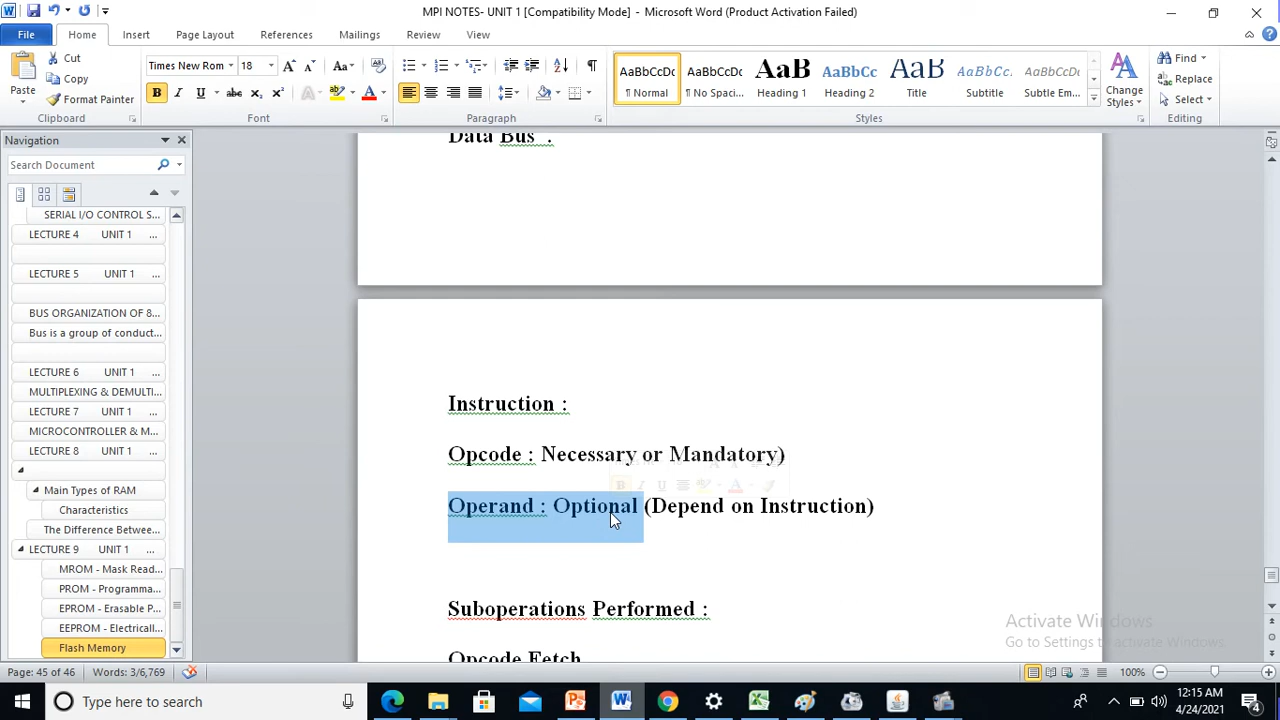 MPI NOTES- UNIT 1 [Compatibility Mode] - Microsoft Word (Product Activation Failed)
File Home Insert Page Layout References Mailings Review View
Paste
Cut
Copy
Format Painter
Clipboard
Times New Rom 18
Font
Paragraph
AaBbCcDc AaBbCcDc AaB AaBbCc AaB AaBbCcL AaBbCcDc
¶ Normal ¶ No Spaci... Heading 1 Heading 2 Title Subtitle Subtle Em...
Change Styles
Styles
Find
Replace
Select
Editing
Navigation
Search Document
SERIAL I/O CONTROL S...
LECTURE 4 UNIT 1 ...
LECTURE 5 UNIT 1 ...
BUS ORGANIZATION OF 8...
Bus is a group of conduct...
LECTURE 6 UNIT 1 ...
MULTIPLEXING & DEMULTI...
LECTURE 7 UNIT 1 ...
MICROCONTROLLER & M...
LECTURE 8 UNIT 1 ...
Main Types of RAM
Characteristics
The Difference Betwee...
LECTURE 9 UNIT 1 ...
MROM - Mask Read...
PROM - Programma...
EPROM - Erasable P...
EEPROM - Electricall...
Flash Memory
Data Bus :
Instruction :
Opcode : Necessary or Mandatory)
Operand : Optional (Depend on Instruction)
Suboperations Performed :
Opcode Fetch
Activate Windows
Go to Settings to activate Windows.
Page: 45 of 46 Words: 3/6,769 100%
Type here to search
12:15 AM
4/24/2021
4